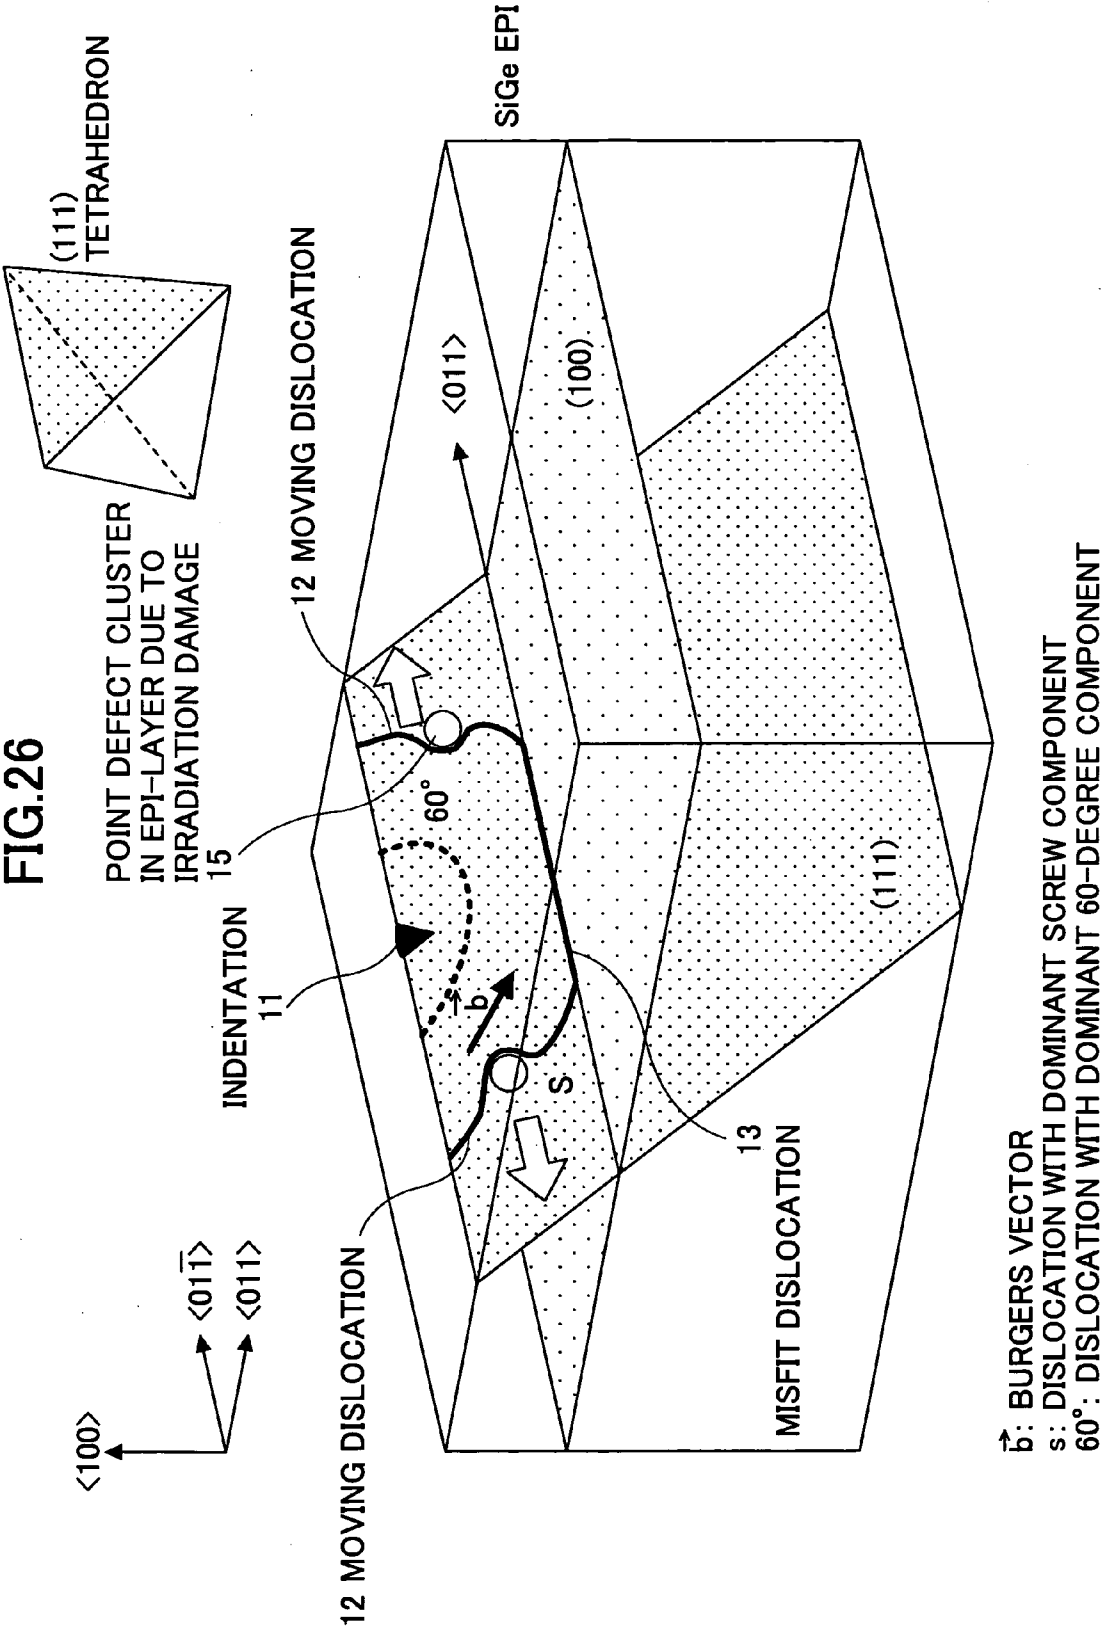 FIG.26
POINT DEFECT CLUSTER
IN EPI-LAYER DUE TO
IRRADIATION DAMAGE
15
(111)
TETRAHEDRON
<100>
<011̅>
<011>
INDENTATION
11
12 MOVING DISLOCATION
12 MOVING DISLOCATION
<011>
SiGe EPI
60°
b⃗
S
(100)
(111)
13
MISFIT DISLOCATION
b⃗: BURGERS VECTOR
s: DISLOCATION WITH DOMINANT SCREW COMPONENT
60°: DISLOCATION WITH DOMINANT 60-DEGREE COMPONENT